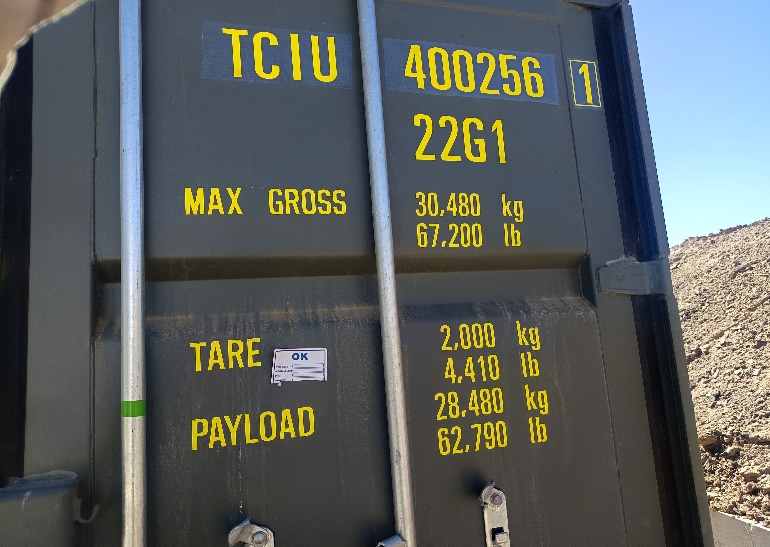 TCIU 400256 1
22G1
MAX GROSS 30.480 kg
67.200 lb
TARE 2,000 kg
OK
4,410 lb
PAYLOAD 28,480 kg
62,790 lb